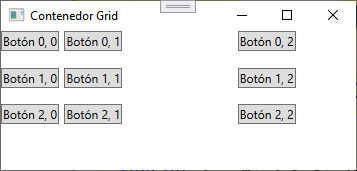 Contenedor Grid
Botón 0, 0 Botón 0, 1 Botón 0, 2
Botón 1, 0 Botón 1, 1 Botón 1, 2
Botón 2, 0 Botón 2, 1 Botón 2, 2